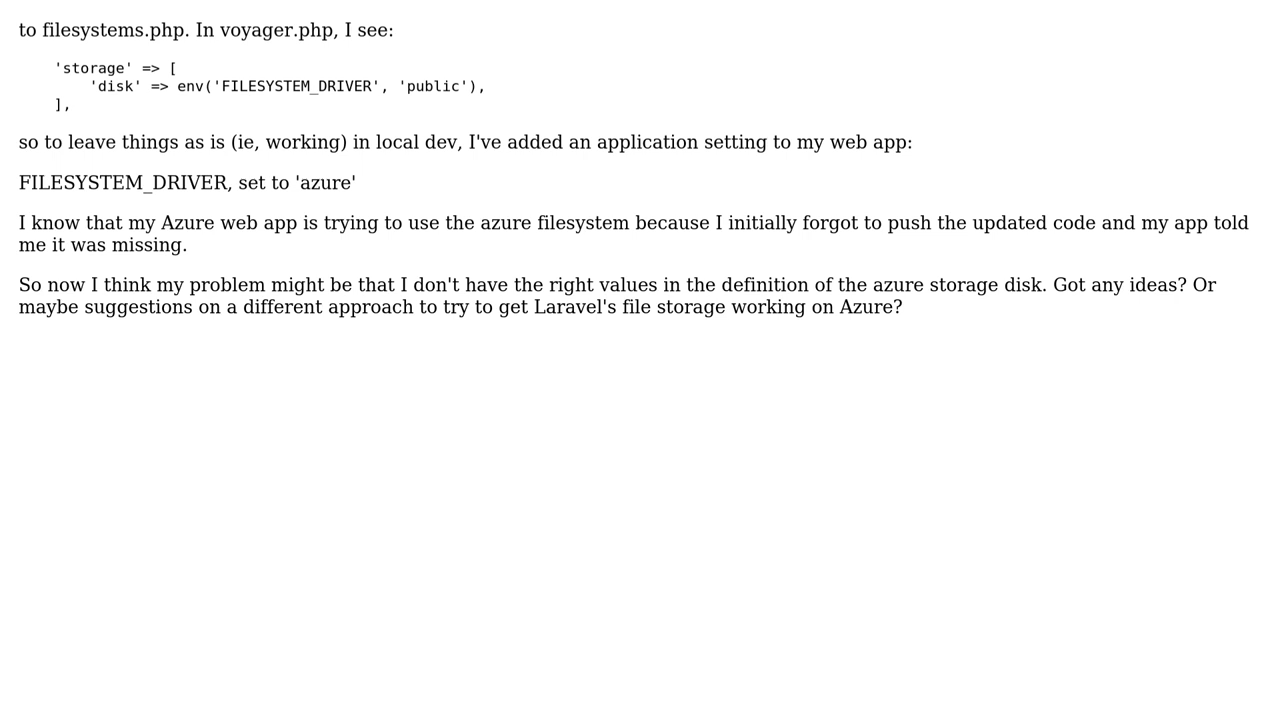 to filesystems.php. In voyager.php, I see:
'storage' => [
'disk' => env('FILESYSTEM_DRIVER', 'public'),
],
so to leave things as is (ie, working) in local dev, I've added an application setting to my web app:
FILESYSTEM_DRIVER, set to 'azure'
I know that my Azure web app is trying to use the azure filesystem because I initially forgot to push the updated code and my app told
me it was missing.
So now I think my problem might be that I don't have the right values in the definition of the azure storage disk. Got any ideas? Or
maybe suggestions on a different approach to try to get Laravel's file storage working on Azure?